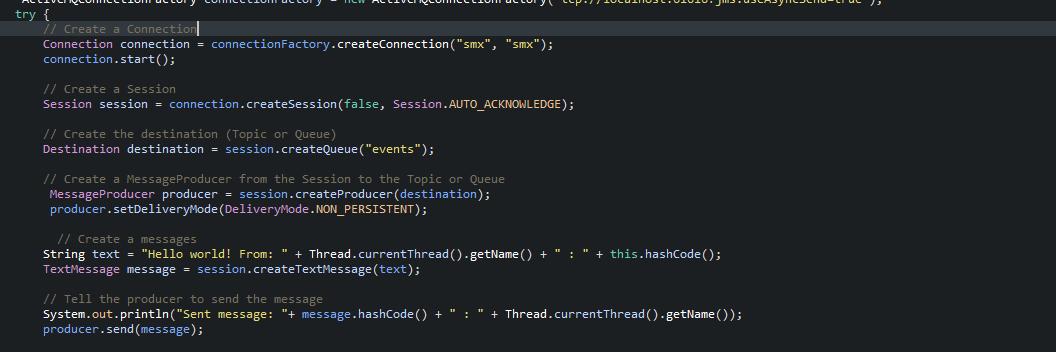 ActiveMQConnectionFactory connectionFactory = new ActiveMQConnectionFactory(
try {
// Create a Connection
Connection connection = connectionFactory.createConnection("smx", "smx");
connection.start();
// Create a Session
Session session = connection.createSession(false, Session.AUTO_ACKNOWLEDGE);
// Create the destination (Topic or Queue)
Destination destination = session.createQueue("events");
// Create a MessageProducer from the Session to the Topic or Queue
MessageProducer producer = session.createProducer(destination);
producer.setDeliveryMode(DeliveryMode.NON_PERSISTENT);
// Create a messages
String text = "Hello world! From: " + Thread.currentThread().getName() + " : " + this.hashCode();
TextMessage message = session.createTextMessage(text);
// Tell the producer to send the message
System.out.println("Sent message: "+ message.hashCode() + " : " + Thread.currentThread().getName());
producer.send(message);